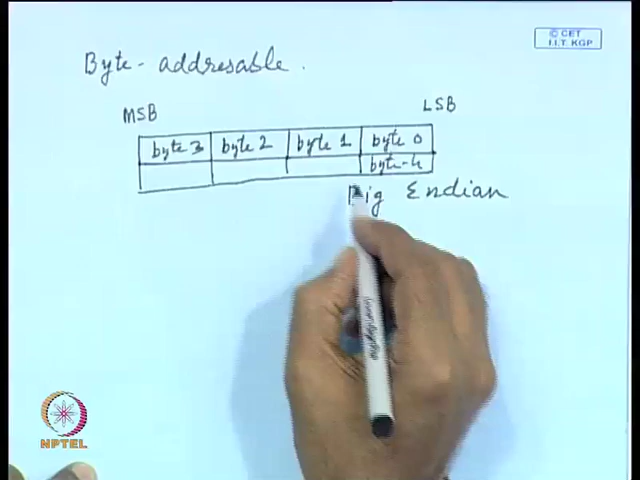 © CET
I.I.T. KGP
Byte - addresable.
MSB LSB
byte 3 byte 2 byte 1 byte 0
byte-4
Big Endian
NPTEL